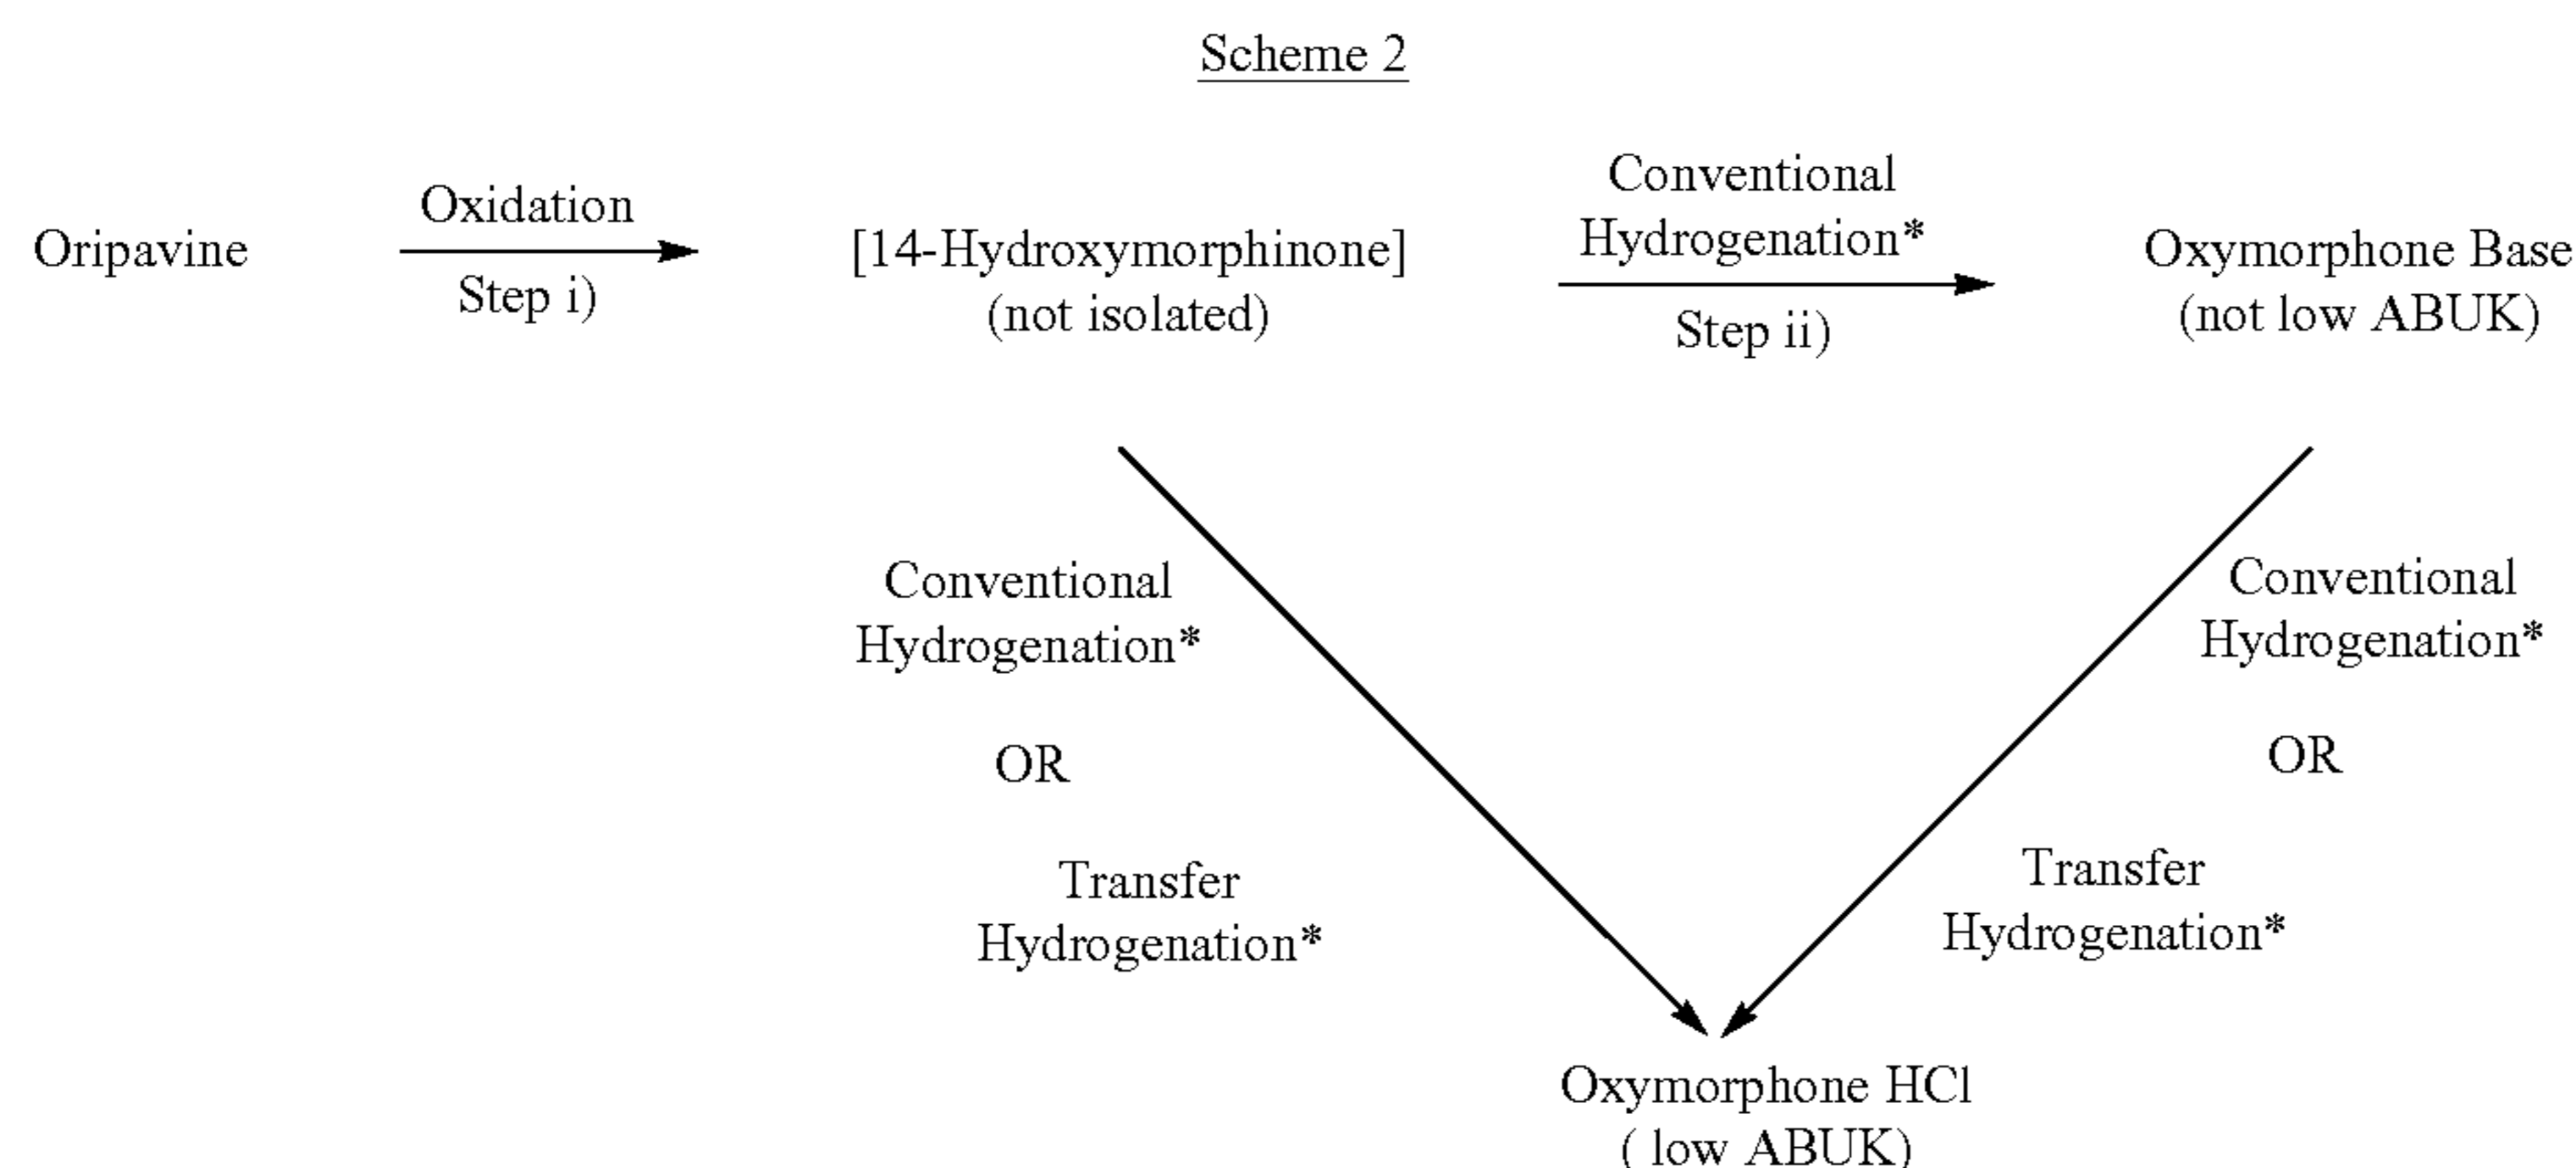 Scheme 2
Oripavine
Oxidation
Step i)
[14-Hydroxymorphinone]
(not isolated)
Conventional
Hydrogenation*
Step ii)
Oxymorphone Base
(not low ABUK)
Conventional
Hydrogenation*
OR
Transfer
Hydrogenation*
Conventional
Hydrogenation*
OR
Transfer
Hydrogenation*
Oxymorphone HCl
( low ABUK)